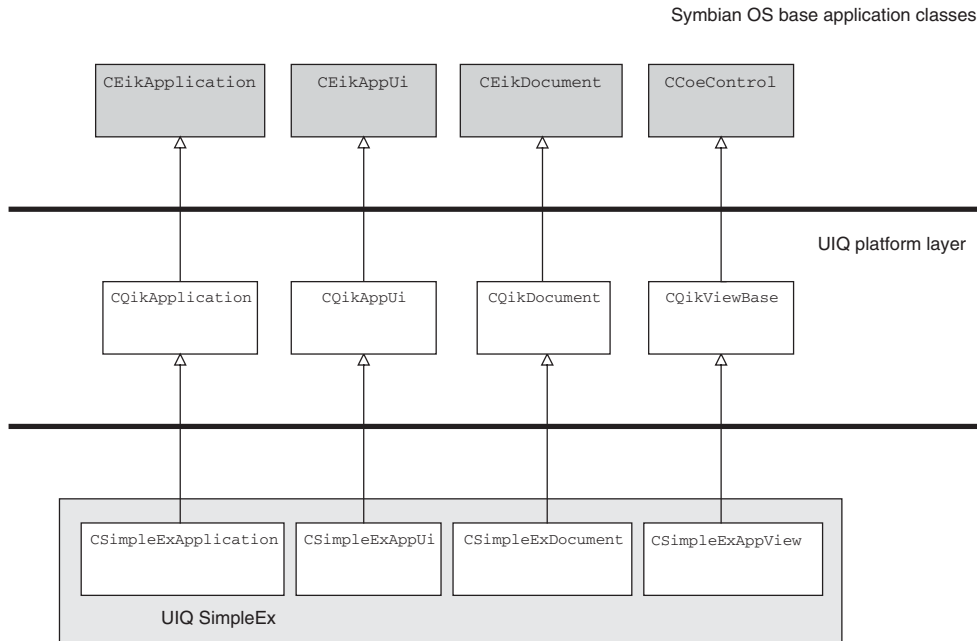 Symbian OS base application classes
CEikApplication
CEikAppUi
CEikDocument
CCoeControl
UIQ platform layer
CQikApplication
CQikAppUi
CQikDocument
CQikViewBase
CSimpleExApplication
CSimpleExAppUi
CSimpleExDocument
CSimpleExAppView
UIQ SimpleEx